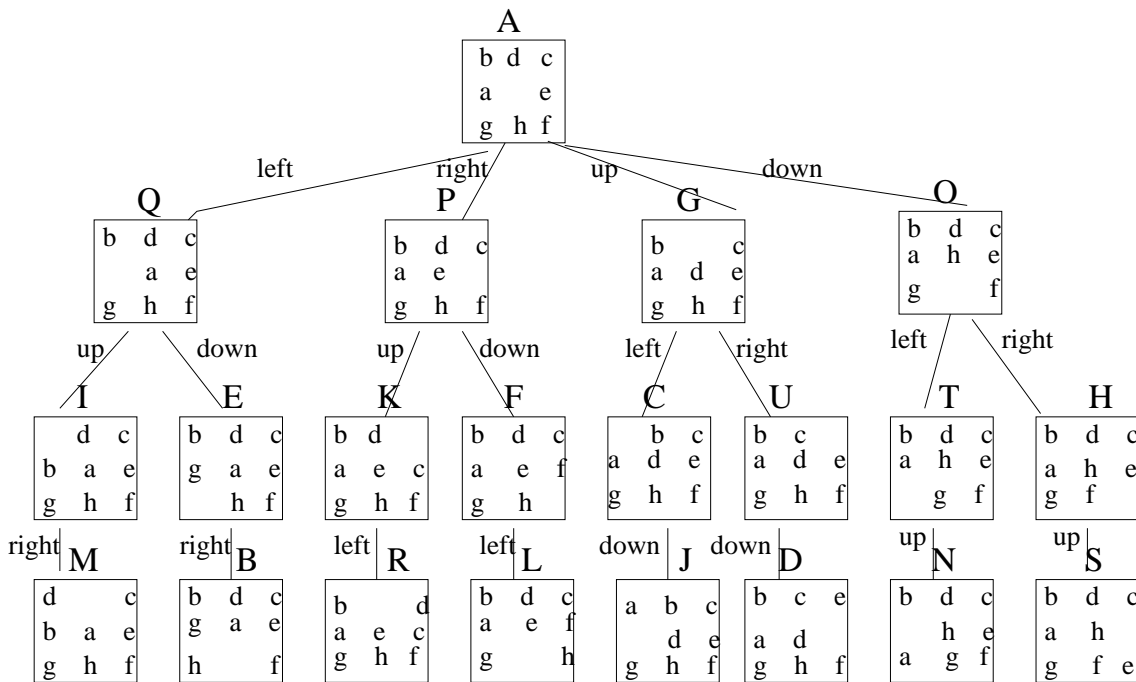 A
b d c
a e
g h f
left right up down
Q P G O
b d c b d c b c b d c
a e a e a d e a h e
g h f g h f g h f g f
up down up down left right left right
I E K F C U T H
d c b d c b d b d c b c b c b d c b d c
b a e g a e a e c a e f a d e a d e a h e a h e
g h f h f g h f g h g h f g h f g f g f
right right left left down down up up
M B R L J D N S
d c b d c b d b d c a b c b c e b d c b d c
b a e g a e a e c a e f d e a d h e a h
g h f h f g h f g h g h f g h f a g f g f e